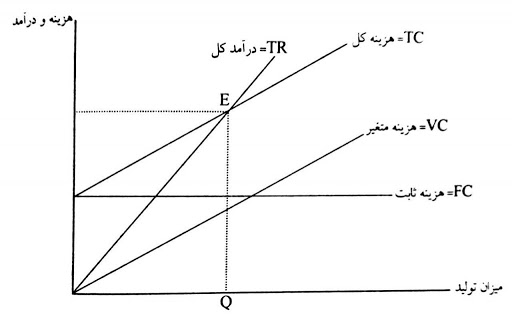 هزینه و درآمد
درآمد کل =TR
هزینه کل =TC
E
هزینه متغیر =VC
هزینه ثابت =FC
میزان تولید
Q